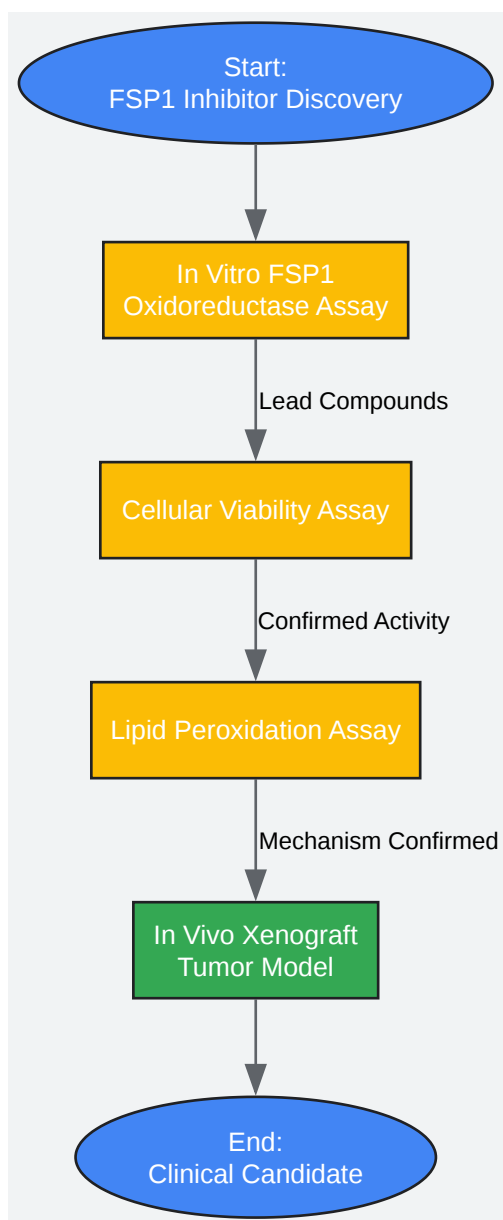 Start:
FSP1 Inhibitor Discovery
In Vitro FSP1
Oxidoreductase Assay
Lead Compounds
Cellular Viability Assay
Confirmed Activity
Lipid Peroxidation Assay
Mechanism Confirmed
In Vivo Xenograft
Tumor Model
End:
Clinical Candidate